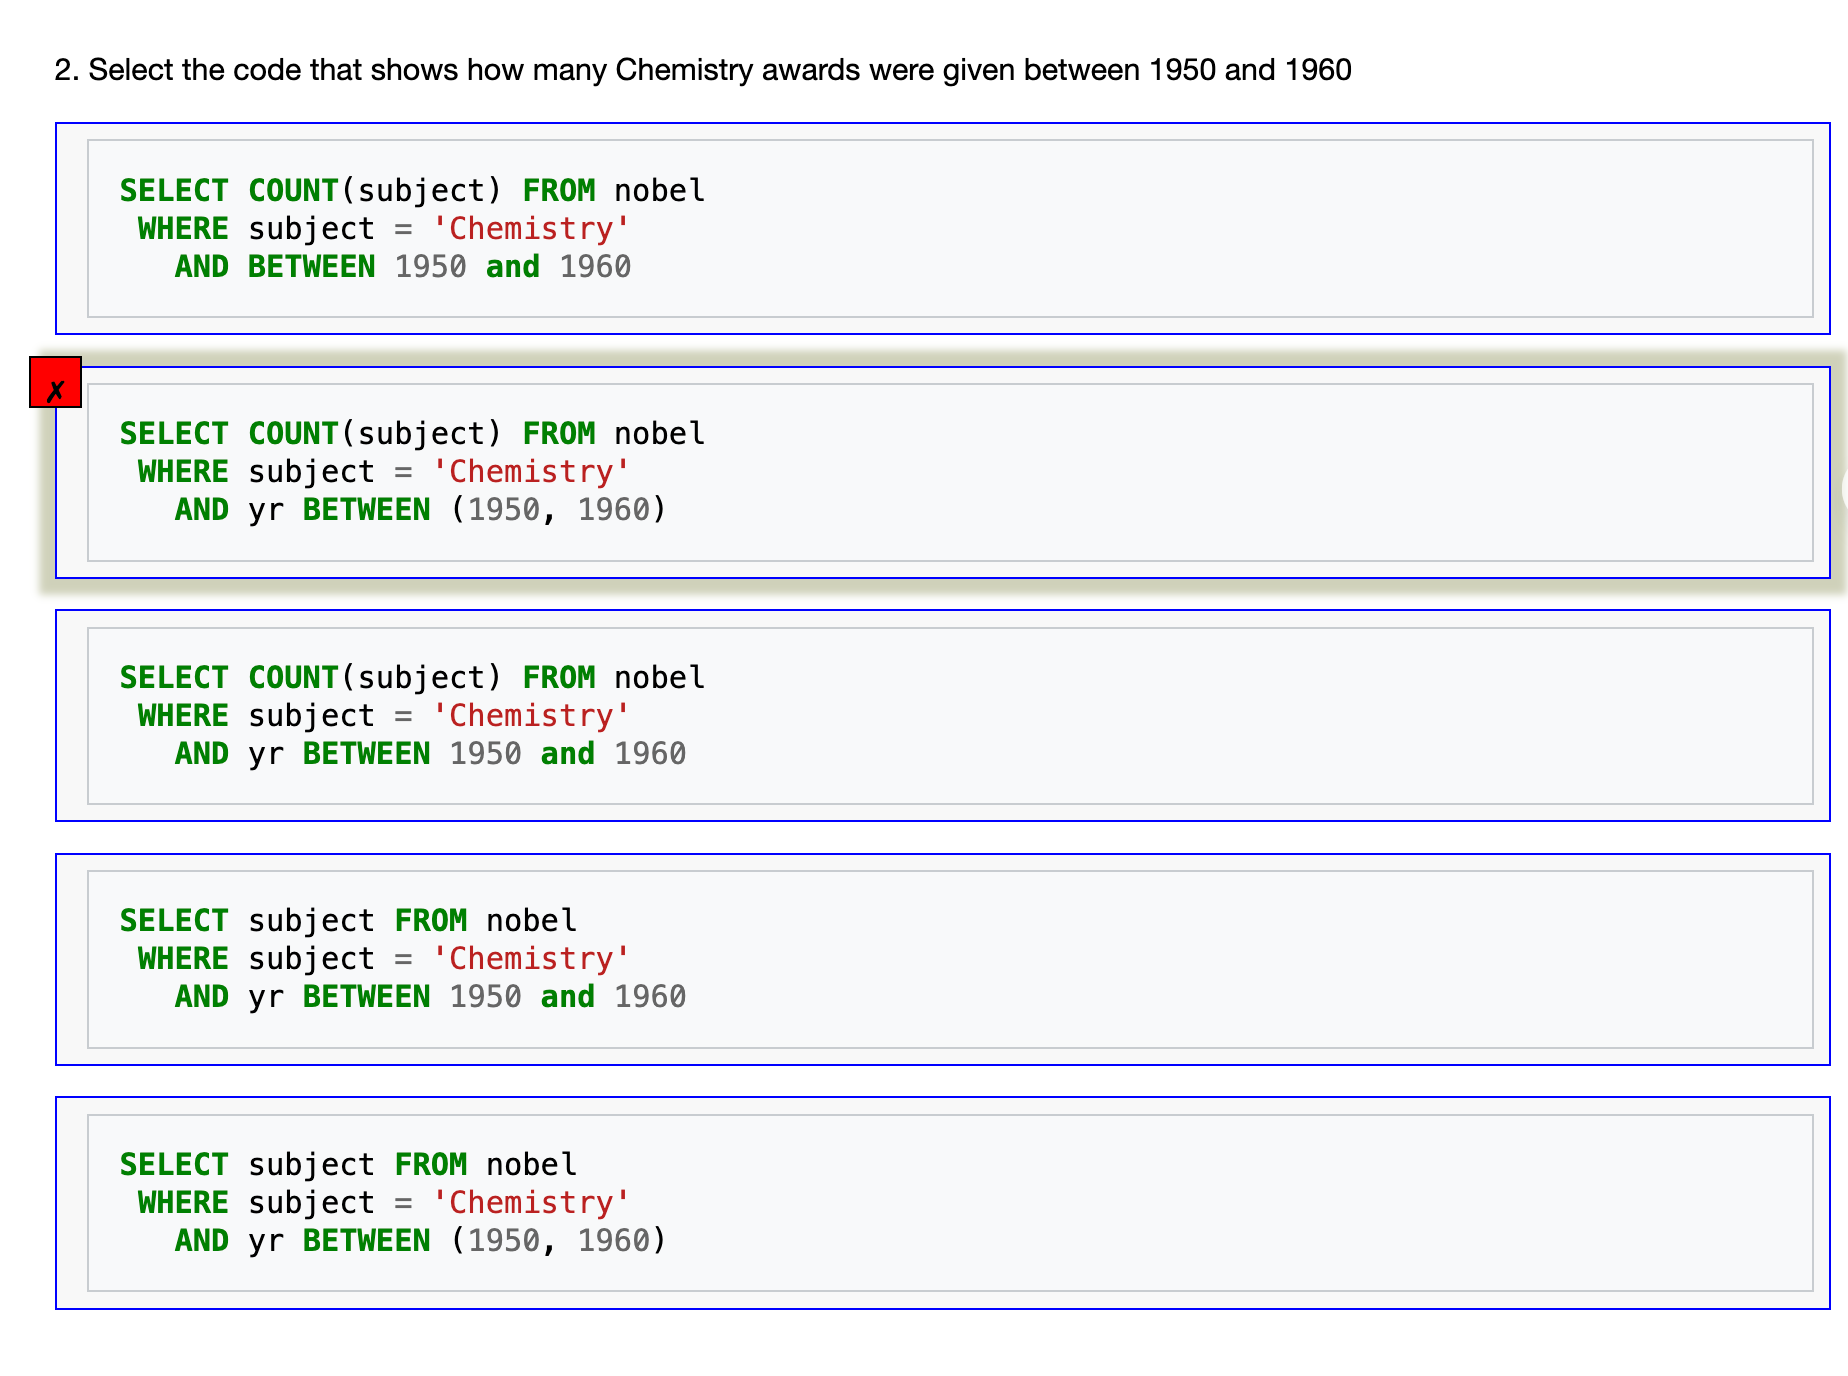 2. Select the code that shows how many Chemistry awards were given between 1950 and 1960
SELECT COUNT(subject) FROM nobel
WHERE subject = 'Chemistry'
AND BETWEEN 1950 and 1960
✗
SELECT COUNT(subject) FROM nobel
WHERE subject = 'Chemistry'
AND yr BETWEEN (1950, 1960)
SELECT COUNT(subject) FROM nobel
WHERE subject = 'Chemistry'
AND yr BETWEEN 1950 and 1960
SELECT subject FROM nobel
WHERE subject = 'Chemistry'
AND yr BETWEEN 1950 and 1960
SELECT subject FROM nobel
WHERE subject = 'Chemistry'
AND yr BETWEEN (1950, 1960)